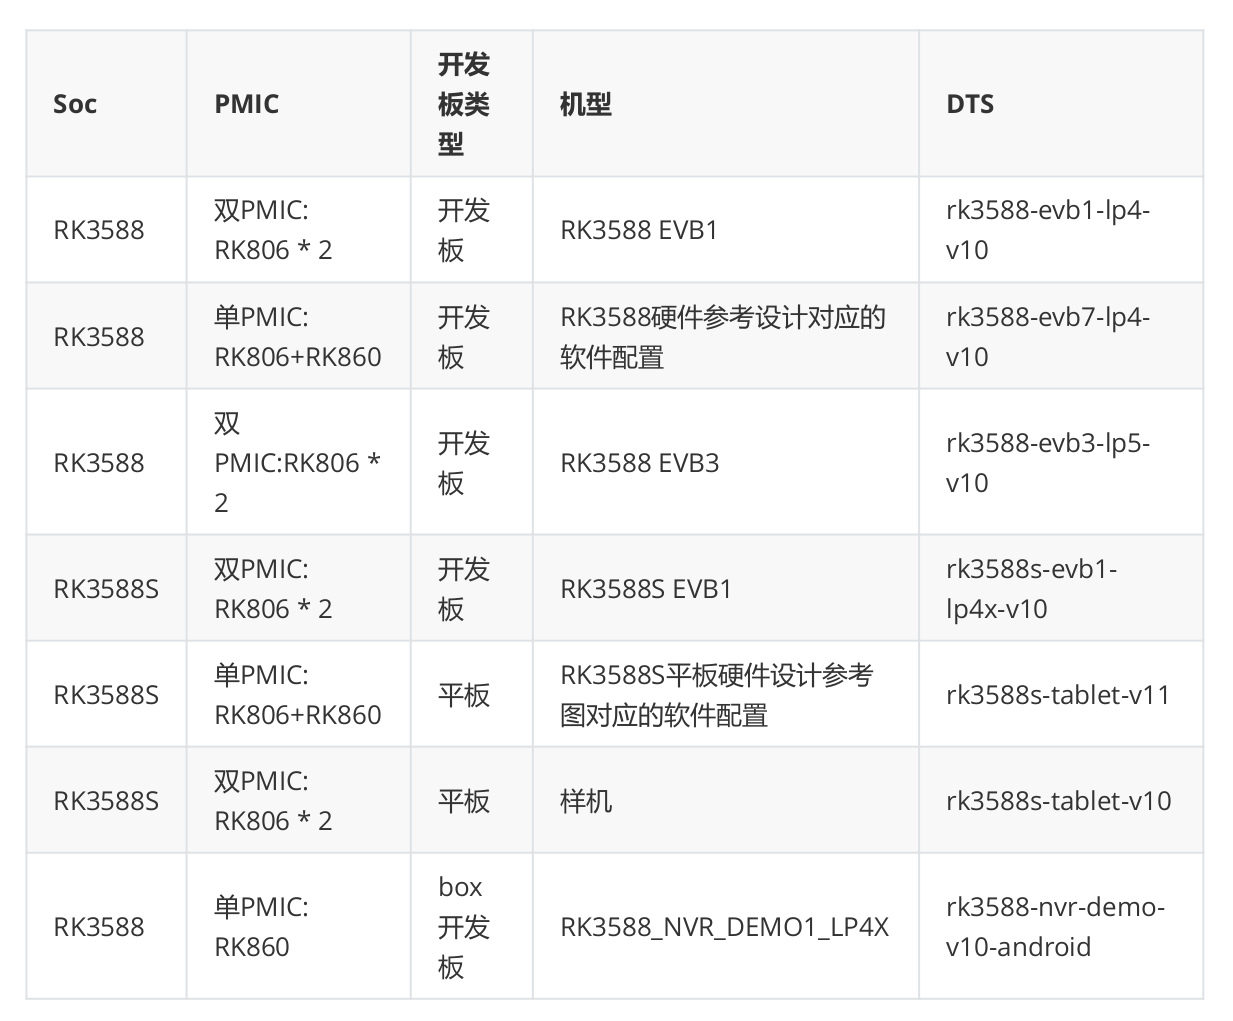 Soc
PMIC
开发
板类
型
机型
DTS
RK3588
双PMIC:
RK806 * 2
开发
板
RK3588 EVB1
rk3588-evb1-lp4-
v10
RK3588
单PMIC:
RK806+RK860
开发
板
RK3588硬件参考设计对应的
软件配置
rk3588-evb7-lp4-
v10
RK3588
双
PMIC:RK806 *
2
开发
板
RK3588 EVB3
rk3588-evb3-lp5-
v10
RK3588S
双PMIC:
RK806 * 2
开发
板
RK3588S EVB1
rk3588s-evb1-
lp4x-v10
RK3588S
单PMIC:
RK806+RK860
平板
RK3588S平板硬件设计参考
图对应的软件配置
rk3588s-tablet-v11
RK3588S
双PMIC:
RK806 * 2
平板
样机
rk3588s-tablet-v10
RK3588
单PMIC:
RK860
box
开发
板
RK3588_NVR_DEMO1_LP4X
rk3588-nvr-demo-
v10-android